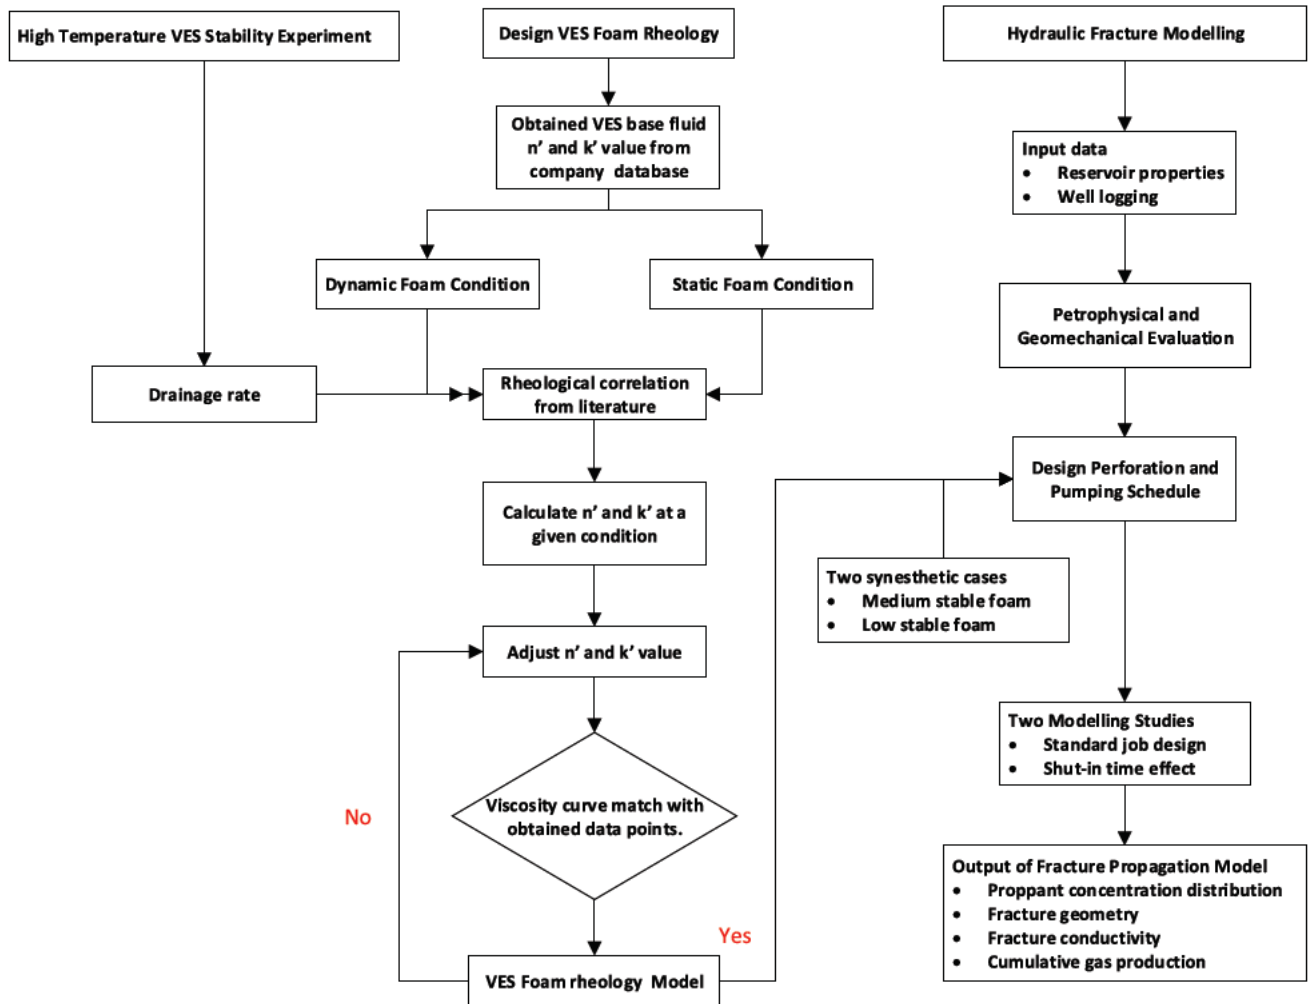 High Temperature VES Stability Experiment
Design VES Foam Rheology
Hydraulic Fracture Modelling
Obtained VES base fluid
n’ and k’ value from
company database
Input data
• Reservoir properties
• Well logging
Dynamic Foam Condition
Static Foam Condition
Petrophysical and
Geomechanical Evaluation
Drainage rate
Rheological correlation
from literature
Design Perforation and
Pumping Schedule
Calculate n’ and k’ at a
given condition
Two synesthetic cases
• Medium stable foam
• Low stable foam
Adjust n’ and k’ value
Two Modelling Studies
• Standard job design
• Shut-in time effect
Viscosity curve match with
obtained data points.
No
Yes
Output of Fracture Propagation Model
• Proppant concentration distribution
• Fracture geometry
• Fracture conductivity
• Cumulative gas production
VES Foam rheology Model